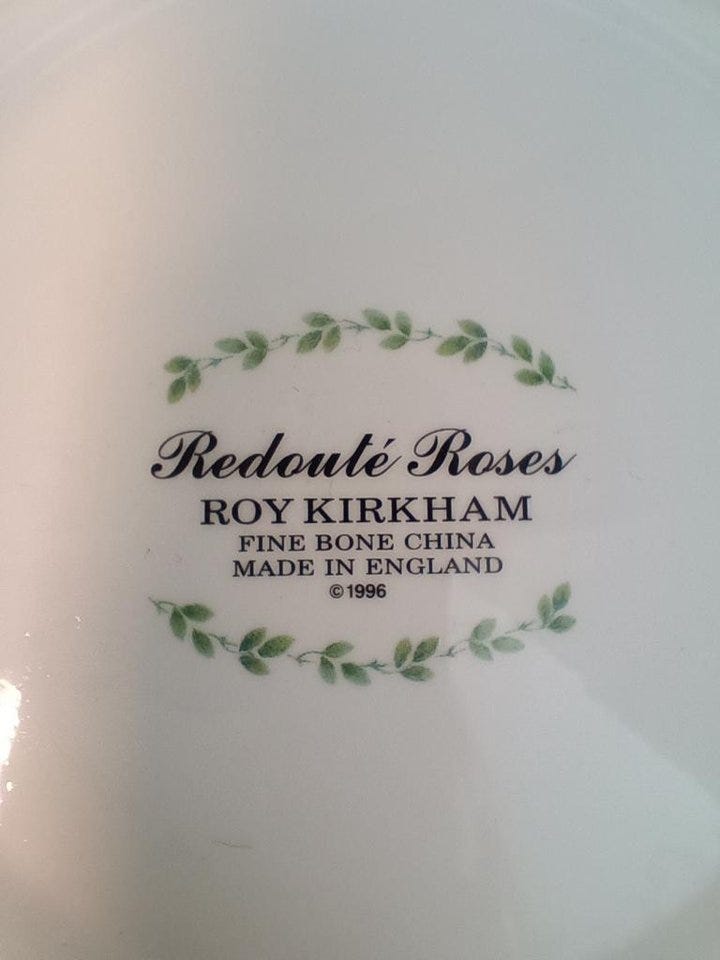 Redouté Roses
ROY KIRKHAM
FINE BONE CHINA
MADE IN ENGLAND
©1996